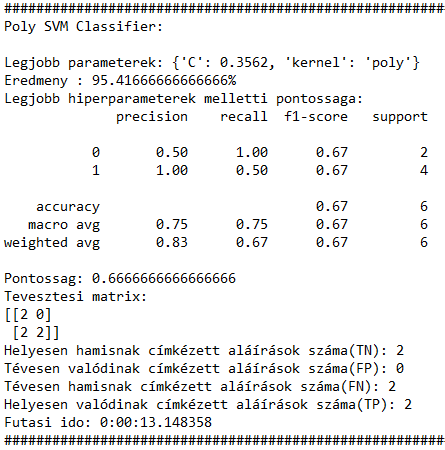 ################################################################
Poly SVM Classifier:
Legjobb parameterek: {'C': 0.3562, 'kernel': 'poly'}
Eredmeny : 95.41666666666666%
Legjobb hiperparameterek melletti pontossaga:
precision recall f1-score support
0 0.50 1.00 0.67 2
1 1.00 0.50 0.67 4
accuracy 0.67 6
macro avg 0.75 0.75 0.67 6
weighted avg 0.83 0.67 0.67 6
Pontossag: 0.6666666666666666
Tevesztesi matrix:
[[2 0]
[2 2]]
Helyesen hamisnak címkézett aláírások száma(TN): 2
Tévesen valódinak címkézett aláírások száma(FP): 0
Tévesen hamisnak címkézett aláírások száma(FN): 2
Helyesen valódinak címkézett aláírások száma(TP): 2
Futasi ido: 0:00:13.148358
################################################################